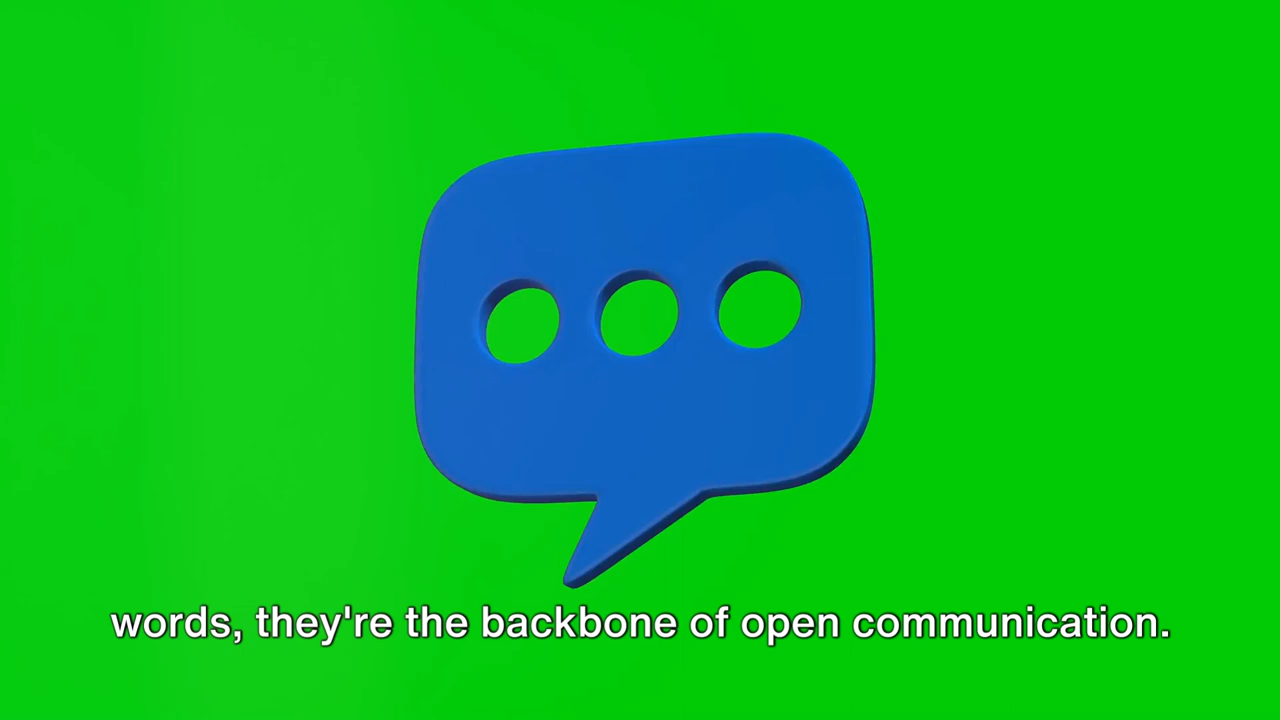 words, they're the backbone of open communication.